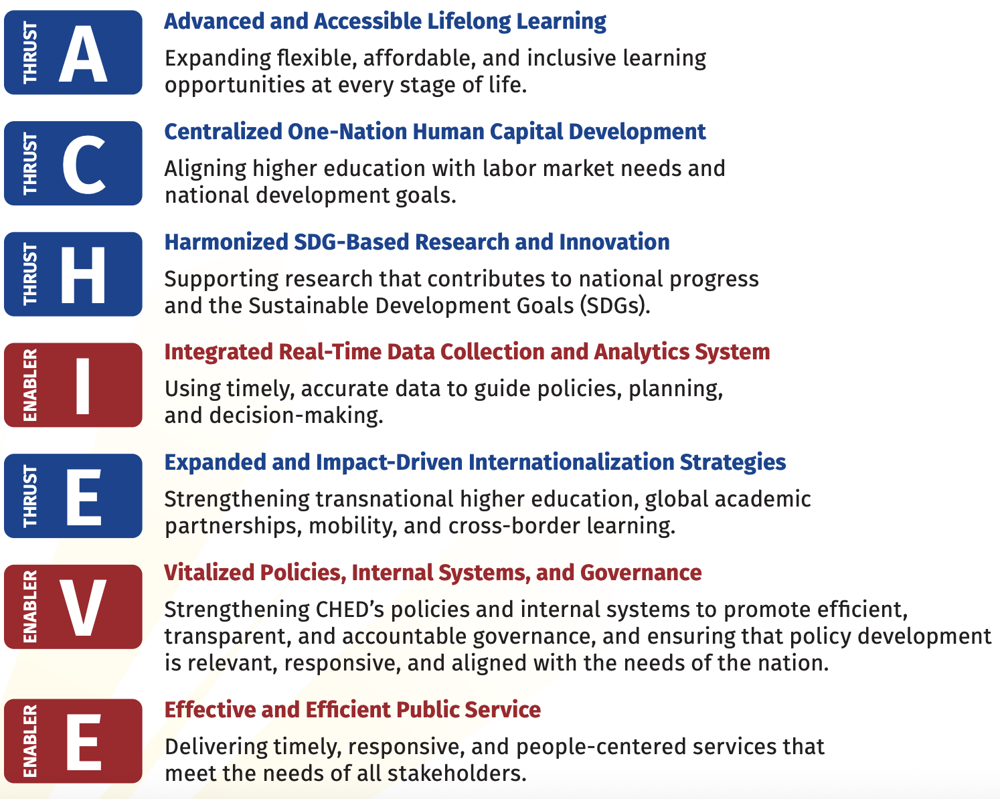 THRUST
A
Advanced and Accessible Lifelong Learning
Expanding flexible, affordable, and inclusive learning
opportunities at every stage of life.
THRUST
C
Centralized One-Nation Human Capital Development
Aligning higher education with labor market needs and
national development goals.
THRUST
H
Harmonized SDG-Based Research and Innovation
Supporting research that contributes to national progress
and the Sustainable Development Goals (SDGs).
ENABLER
I
Integrated Real-Time Data Collection and Analytics System
Using timely, accurate data to guide policies, planning,
and decision-making.
THRUST
E
Expanded and Impact-Driven Internationalization Strategies
Strengthening transnational higher education, global academic
partnerships, mobility, and cross-border learning.
ENABLER
V
Vitalized Policies, Internal Systems, and Governance
Strengthening CHED’s policies and internal systems to promote efficient,
transparent, and accountable governance, and ensuring that policy development
is relevant, responsive, and aligned with the needs of the nation.
ENABLER
E
Effective and Efficient Public Service
Delivering timely, responsive, and people-centered services that
meet the needs of all stakeholders.